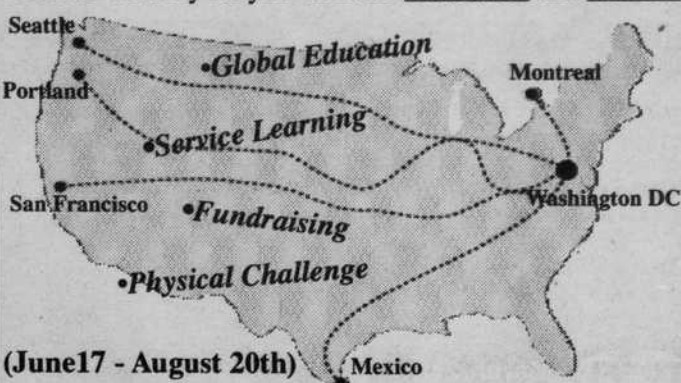 Seattle
•Global Education
Montreal
Portland
•Service Learning
San Francisco
Washington DC
•Fundraising
•Physical Challenge
(June17 - August 20th)
Mexico